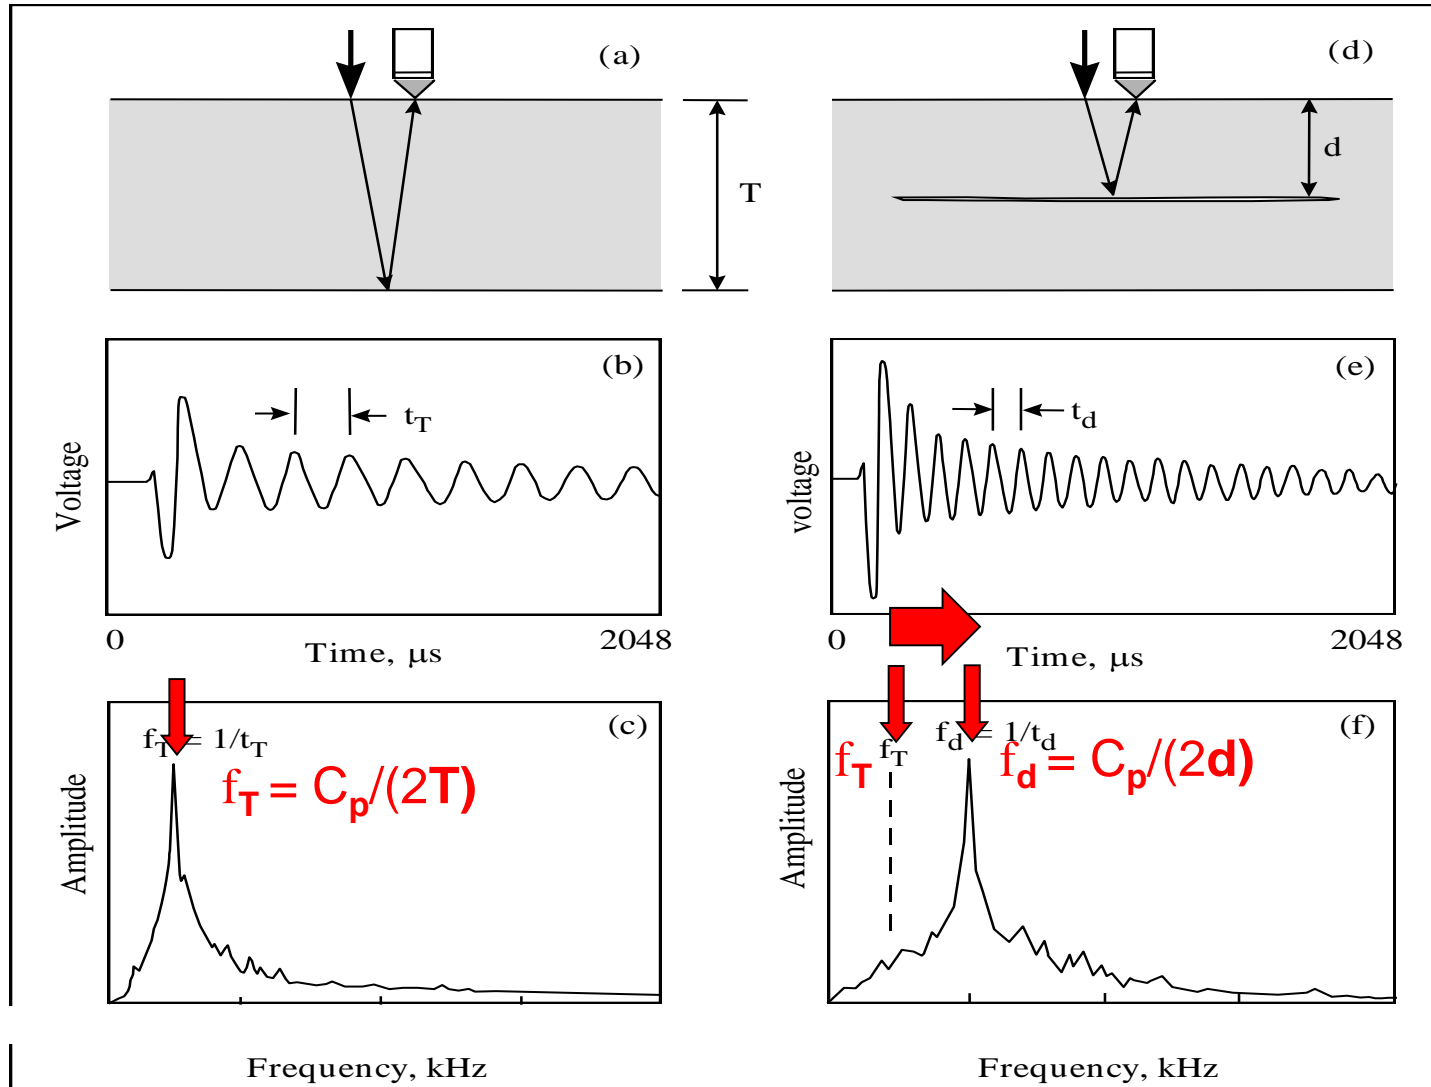 (a)
T
(d)
d
(b)
t_T
Voltage
0
2048
Time, μs
(e)
t_d
voltage
0
2048
Time, μs
(c)
f_T = 1/t_T
f_T = C_p/(2T)
Amplitude
Frequency, kHz
(f)
f_T
f_T
f_d = 1/t_d
f_d = C_p/(2d)
Amplitude
Frequency, kHz